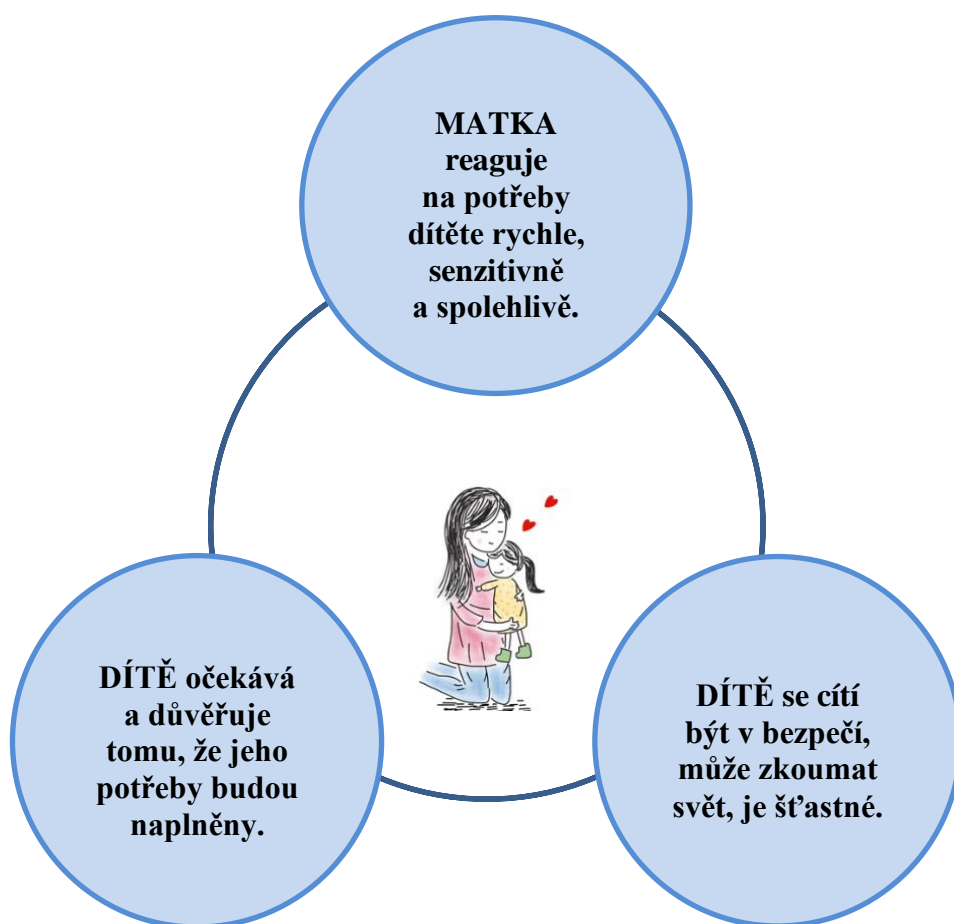 MATKA
reaguje
na potřeby
dítěte rychle,
senzitivně
a spolehlivě.
DÍTĚ očekává
a důvěřuje
tomu, že jeho
potřeby budou
naplněny.
DÍTĚ se cítí
být v bezpečí,
může zkoumat
svět, je šťastné.